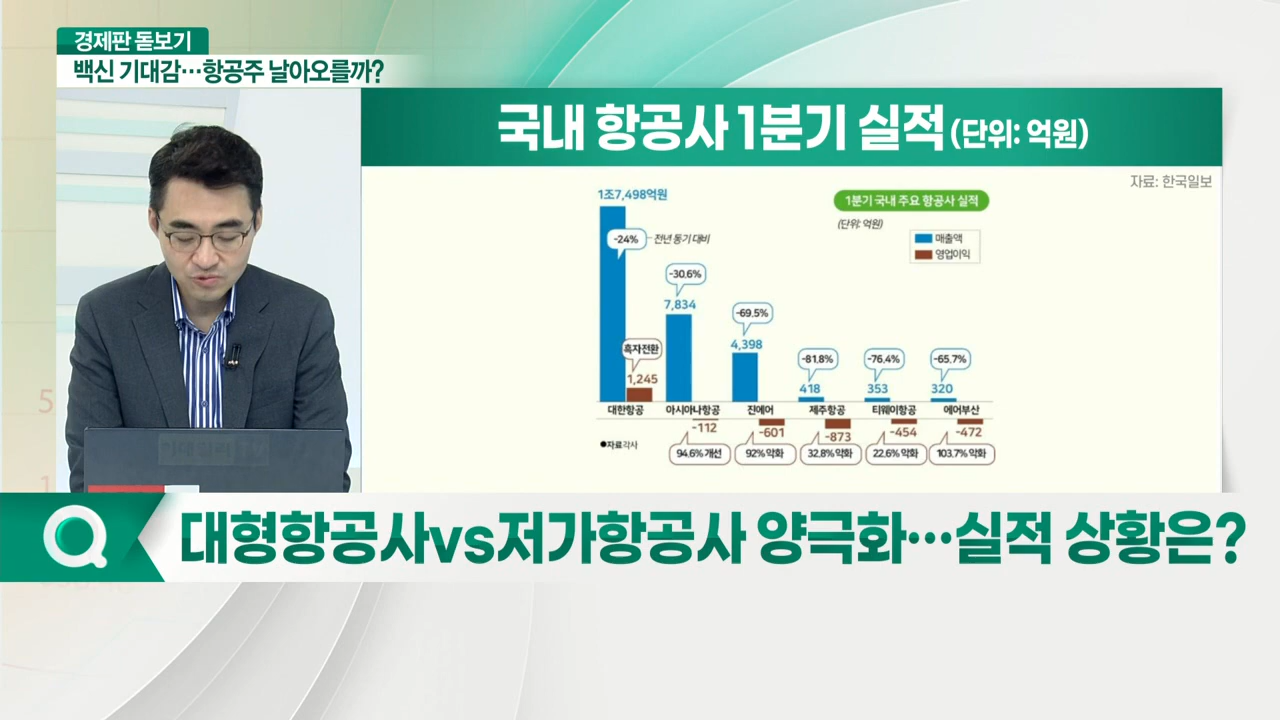 경제판 돋보기
백신 기대감…항공주 날아오를까?
국내 항공사 1분기 실적(단위: 억원)
자료: 한국일보
1분기 국내 주요 항공사 실적
(단위: 억원)
매출액
영업이익
1조7,498억원
-24%
전년 동기 대비
-30.6%
7,834
-69.5%
4,398
-81.8%
-76.4%
-65.7%
418
353
320
흑자전환
1,245
대한항공 아시아나항공 진에어 제주항공 티웨이항공 에어부산
-112
-601
-873
-454
-472
●자료각사
94.6% 개선
92% 악화
32.8% 악화
22.6% 악화
103.7% 악화
대형항공사vs저가항공사 양극화…실적 상황은?